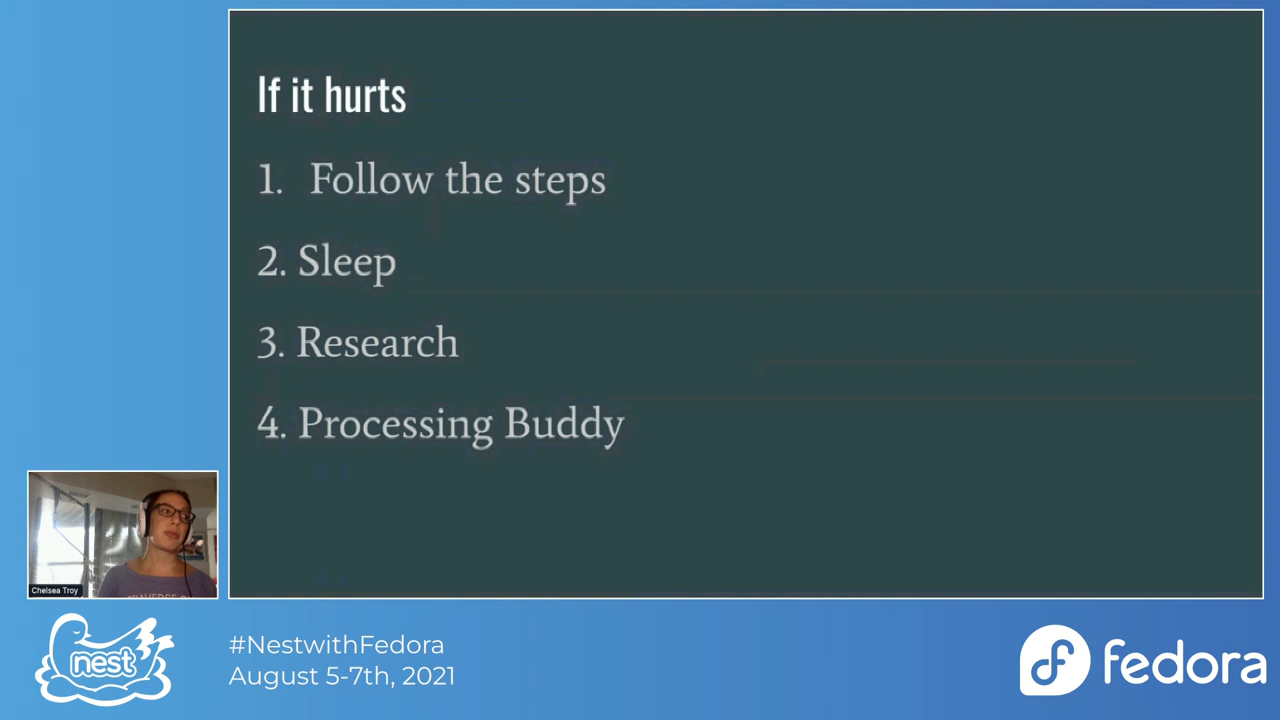 If it hurts
1. Follow the steps
2. Sleep
3. Research
4. Processing Buddy
Chelsea Troy
nest
#NestwithFedora
August 5-7th, 2021
fedora